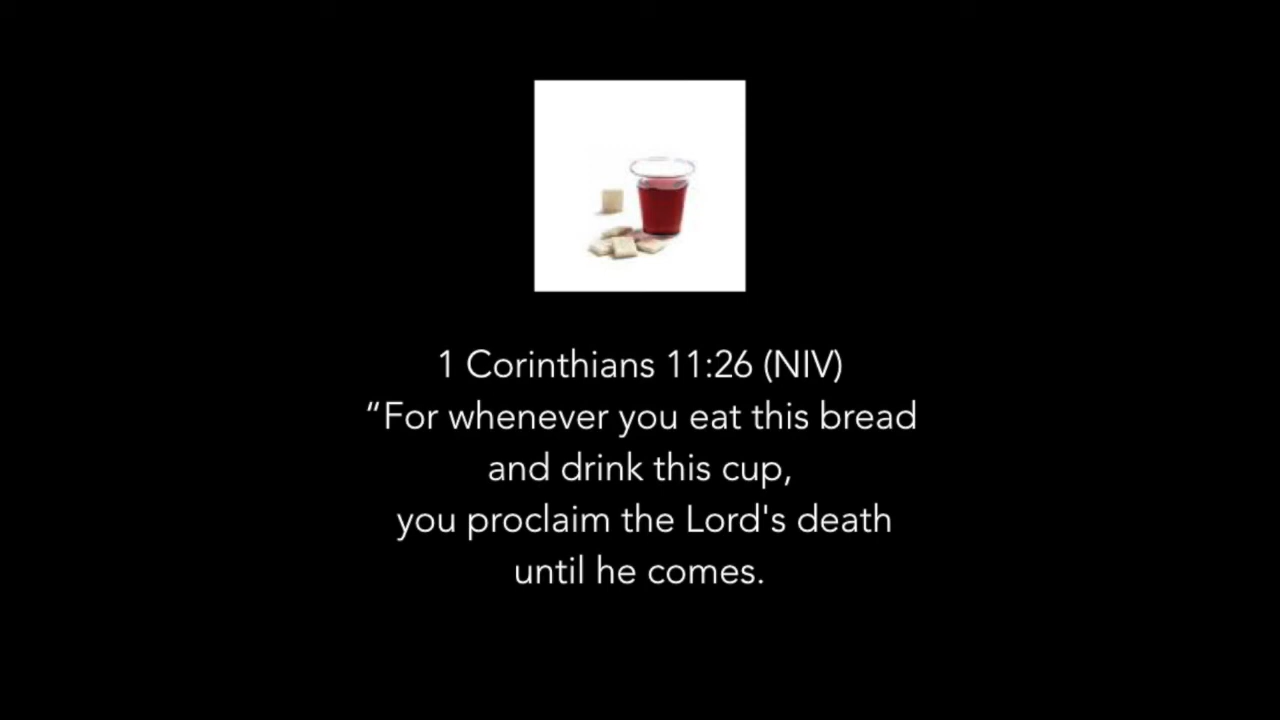 1 Corinthians 11:26 (NIV)
“For whenever you eat this bread
and drink this cup,
you proclaim the Lord's death
until he comes.